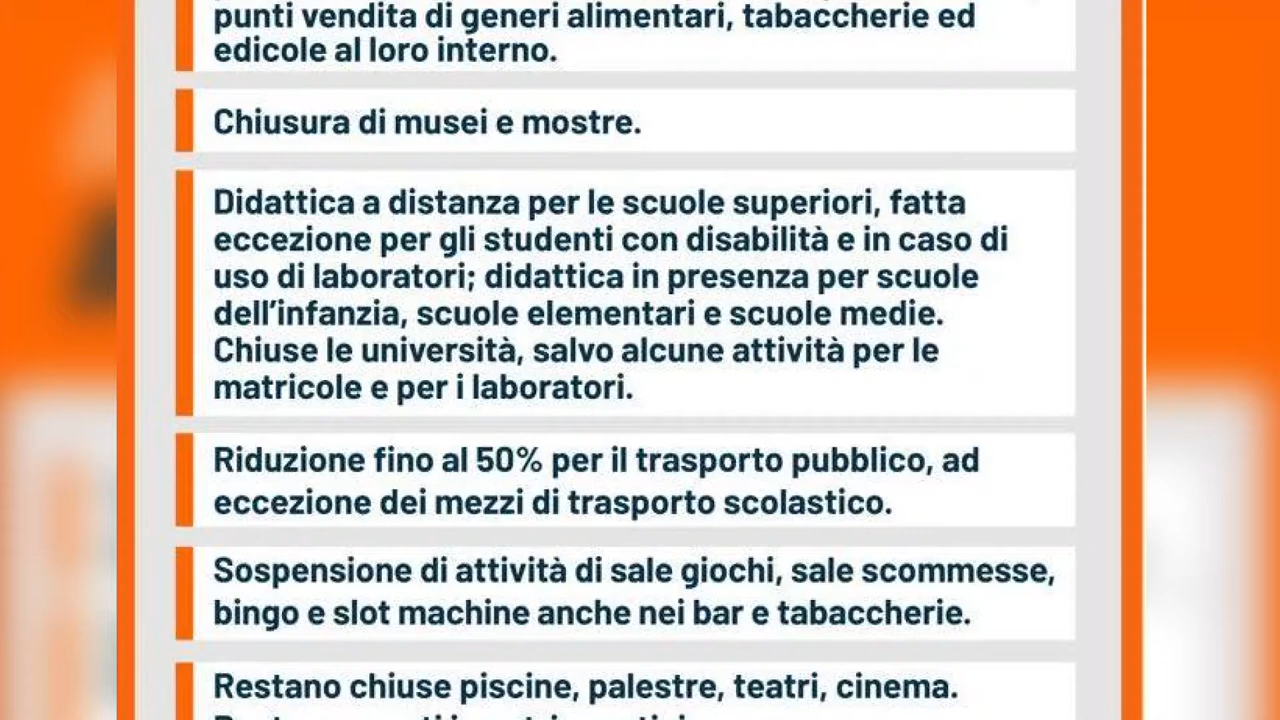 punti vendita di generi alimentari, tabaccherie ed
edicole al loro interno.
Chiusura di musei e mostre.
Didattica a distanza per le scuole superiori, fatta
eccezione per gli studenti con disabilità e in caso di
uso di laboratori; didattica in presenza per scuole
dell'infanzia, scuole elementari e scuole medie.
Chiuse le università, salvo alcune attività per le
matricole e per i laboratori.
Riduzione fino al 50% per il trasporto pubblico, ad
eccezione dei mezzi di trasporto scolastico.
Sospensione di attività di sale giochi, sale scommesse,
bingo e slot machine anche nei bar e tabaccherie.
Restano chiuse piscine, palestre, teatri, cinema.